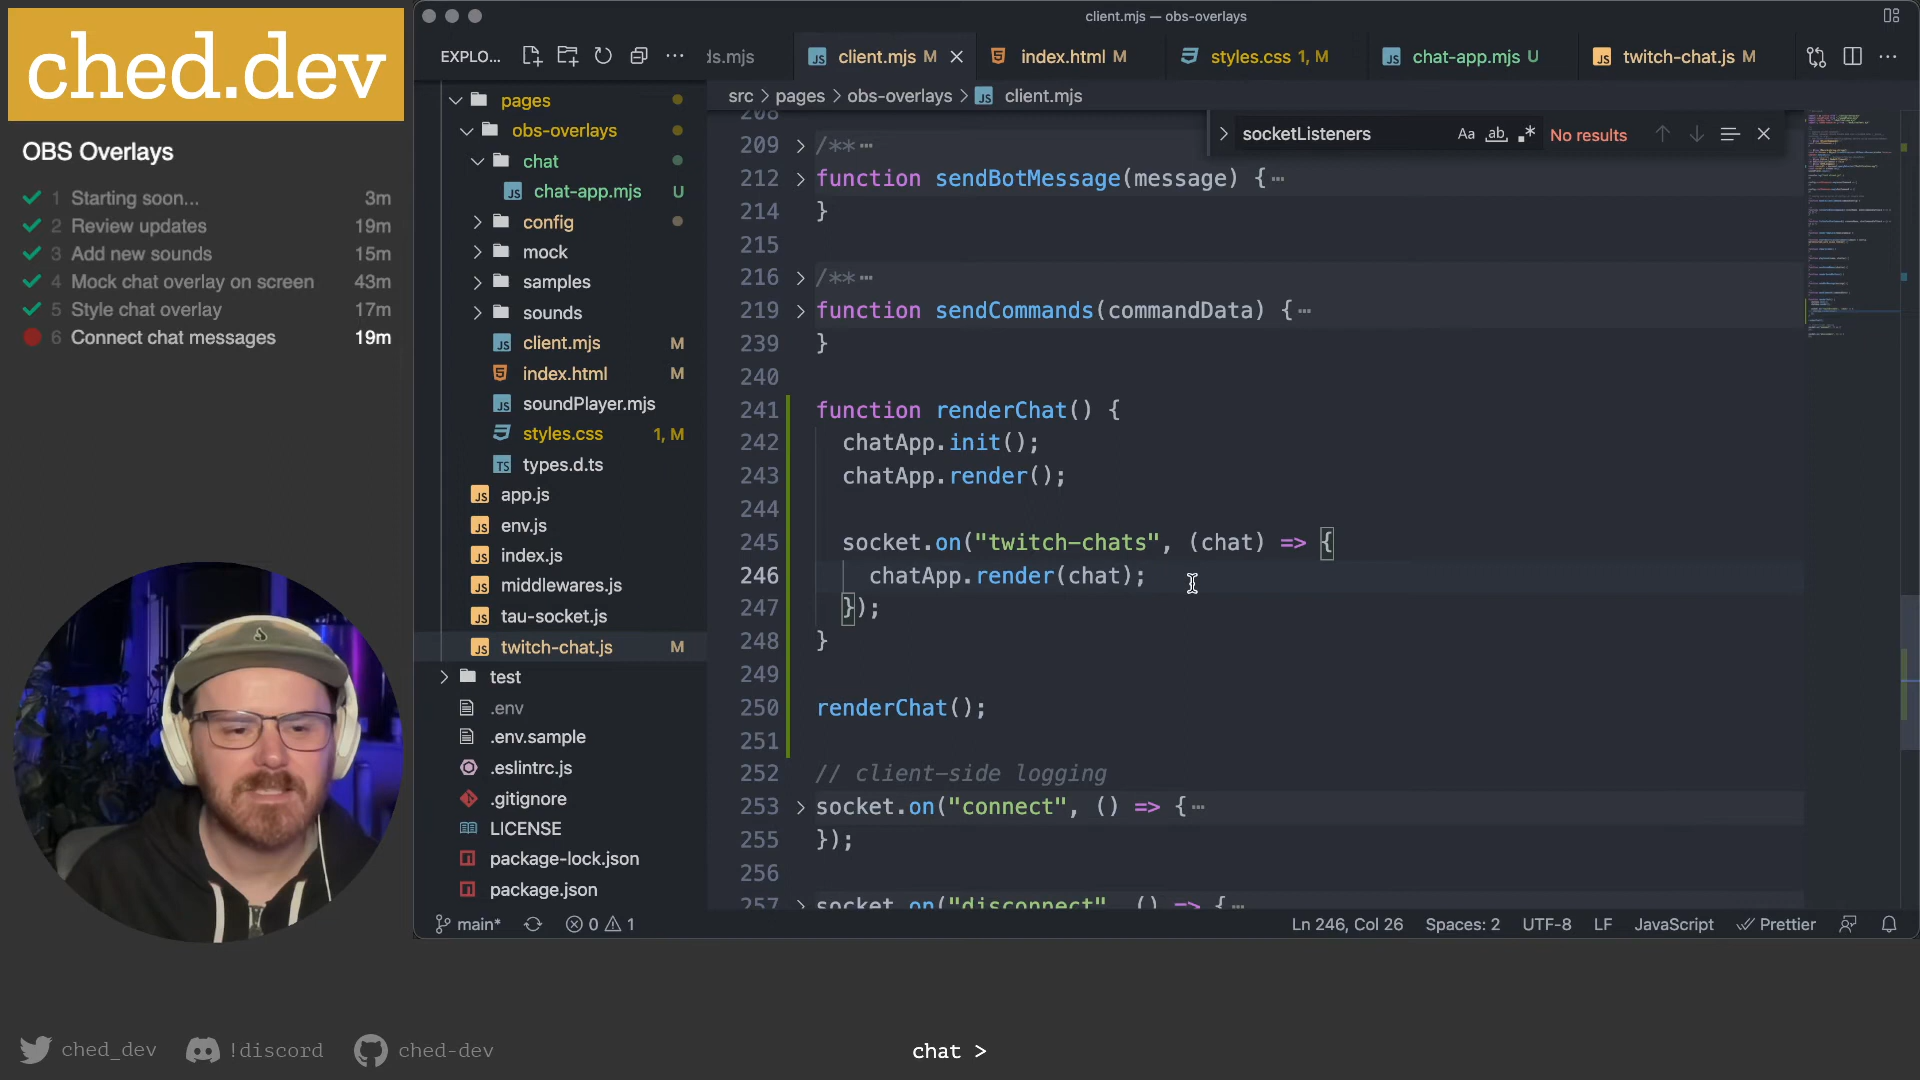 ched.dev
OBS Overlays
1 Starting soon... 3m
2 Review updates 19m
3 Add new sounds 15m
4 Mock chat overlay on screen 43m
5 Style chat overlay 17m
6 Connect chat messages 19m
client.mjs — obs-overlays
EXPLO...
ds.mjs
client.mjs M
index.html M
styles.css 1, M
chat-app.mjs U
twitch-chat.js M
src > pages > obs-overlays > client.mjs
socketListeners
Aa ab .* No results
pages
obs-overlays
chat
chat-app.mjs U
config
mock
samples
sounds
client.mjs M
index.html M
soundPlayer.mjs
styles.css 1, M
types.d.ts
app.js
env.js
index.js
middlewares.js
tau-socket.js
twitch-chat.js M
test
.env
.env.sample
.eslintrc.js
.gitignore
LICENSE
package-lock.json
package.json
208
209 /** ⋯
212 function sendBotMessage(message) { ⋯
214 }
215
216 /** ⋯
219 function sendCommands(commandData) { ⋯
239 }
240
241 function renderChat() {
242 chatApp.init();
243 chatApp.render();
244
245 socket.on("twitch-chats", (chat) => {
246 chatApp.render(chat);
247 });
248 }
249
250 renderChat();
251
252 // client-side logging
253 socket.on("connect", () => { ⋯
255 });
256
257 socket.on("disconnect", () => { ⋯
main* 0 1
Ln 246, Col 26 Spaces: 2 UTF-8 LF JavaScript Prettier
ched_dev !discord ched-dev
chat >